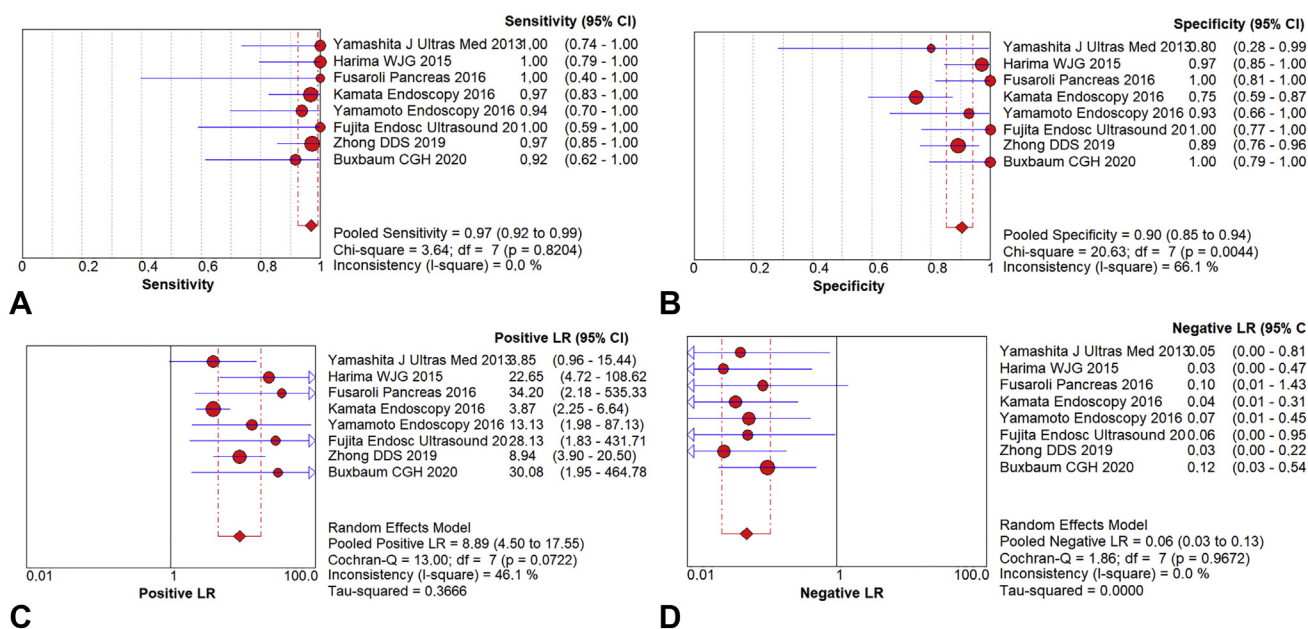 Sensitivity (95% CI)
Yamashita J Ultras Med 2013 1.00 (0.74 - 1.00
Harima WJG 2015 1.00 (0.79 - 1.00
Fusaroli Pancreas 2016 1.00 (0.40 - 1.00
Kamata Endoscopy 2016 0.97 (0.83 - 1.00
Yamamoto Endoscopy 2016 0.94 (0.70 - 1.00
Fujita Endosc Ultrasound 20 1.00 (0.59 - 1.00
Zhong DDS 2019 0.97 (0.85 - 1.00
Buxbaum CGH 2020 0.92 (0.62 - 1.00
Pooled Sensitivity = 0.97 (0.92 to 0.99)
Chi-square = 3.64; df = 7 (p = 0.8204)
Inconsistency (I-square) = 0.0 %
0 0.2 0.4 0.6 0.8 1
Sensitivity
A
Specificity (95% CI)
Yamashita J Ultras Med 2013 0.80 (0.28 - 0.99
Harima WJG 2015 0.97 (0.85 - 1.00
Fusaroli Pancreas 2016 1.00 (0.81 - 1.00
Kamata Endoscopy 2016 0.75 (0.59 - 0.87
Yamamoto Endoscopy 2016 0.93 (0.66 - 1.00
Fujita Endosc Ultrasound 20 1.00 (0.77 - 1.00
Zhong DDS 2019 0.89 (0.76 - 0.96
Buxbaum CGH 2020 1.00 (0.79 - 1.00
Pooled Specificity = 0.90 (0.85 to 0.94)
Chi-square = 20.63; df = 7 (p = 0.0044)
Inconsistency (I-square) = 66.1 %
0 0.2 0.4 0.6 0.8 1
Specificity
B
Positive LR (95% CI)
Yamashita J Ultras Med 2013 3.85 (0.96 - 15.44)
Harima WJG 2015 22.65 (4.72 - 108.62
Fusaroli Pancreas 2016 34.20 (2.18 - 535.33
Kamata Endoscopy 2016 3.87 (2.25 - 6.64)
Yamamoto Endoscopy 2016 13.13 (1.98 - 87.13)
Fujita Endosc Ultrasound 20 28.13 (1.83 - 431.71
Zhong DDS 2019 8.94 (3.90 - 20.50)
Buxbaum CGH 2020 30.08 (1.95 - 464.78
Random Effects Model
Pooled Positive LR = 8.89 (4.50 to 17.55)
Cochran-Q = 13.00; df = 7 (p = 0.0722)
Inconsistency (I-square) = 46.1 %
Tau-squared = 0.3666
0.01 1 100.0
Positive LR
C
Negative LR (95% C
Yamashita J Ultras Med 2013 0.05 (0.00 - 0.81
Harima WJG 2015 0.03 (0.00 - 0.47
Fusaroli Pancreas 2016 0.10 (0.01 - 1.43
Kamata Endoscopy 2016 0.04 (0.01 - 0.31
Yamamoto Endoscopy 2016 0.07 (0.01 - 0.45
Fujita Endosc Ultrasound 20 0.06 (0.00 - 0.95
Zhong DDS 2019 0.03 (0.00 - 0.22
Buxbaum CGH 2020 0.12 (0.03 - 0.54
Random Effects Model
Pooled Negative LR = 0.06 (0.03 to 0.13)
Cochran-Q = 1.86; df = 7 (p = 0.9672)
Inconsistency (I-square) = 0.0 %
Tau-squared = 0.0000
0.01 1 100.0
Negative LR
D